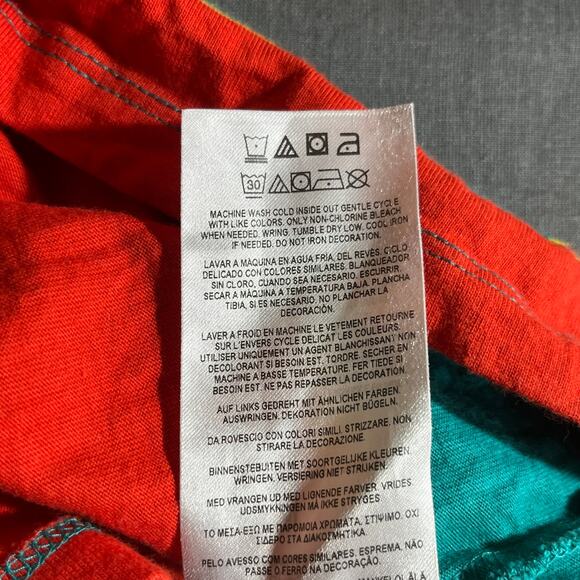 30
MACHINE WASH COLD INSIDE OUT GENTLE CYCLE
WITH LIKE COLORS. ONLY NON-CHLORINE BLEACH
WHEN NEEDED. WRING. TUMBLE DRY LOW. COOL IRON
IF NEEDED. DO NOT IRON DECORATION.
LAVAR A MÁQUINA EN AGUA FRÍA, DEL REVÉS, CICLO
DELICADO CON COLORES SIMILARES. BLANQUEADOR
SIN CLORO, CUANDO SEA NECESARIO. ESCURRIR.
SECAR A MÁQUINA A TEMPERATURA BAJA. PLANCHA
TIBIA, SI ES NECESARIO. NO PLANCHAR LA
DECORACIÓN.
LAVER A FROID EN MACHINE LE VETEMENT RETOURNE
SUR L'ENVERS CYCLE DELICAT LES COULEURS.
UTILISER UNIQUEMENT UN AGENT BLANCHISSANT NON
DECOLORANT SI BESOIN EST. TORDRE. SECHER EN
MACHINE A BASSE TEMPERATURE. FER TIEDE SI
BESOIN EST. NE PAS REPASSER LA DECORATION.
AUF LINKS GEDREHT MIT ÄHNLICHEN FARBEN.
AUSWRINGEN. DEKORATION NICHT BÜGELN.
DA ROVESCIO CON COLORI SIMILI. STRIZZARE. NON
STIRARE LA DECORAZIONE.
BINNENSTEBUITEN MET SOORTGELIJKE KLEUREN.
WRINGEN. VERSIERING NIET STRIJKEN.
MED VRANGEN UD MED LIGNENDE FARVER. VRIDES.
UDSMYKNINGEN MÅ IKKE STRYGES.
ΤΟ ΜΕΣΑ-ΕΞΩ ΜΕ ΠΑΡΟΜΟΙΑ ΧΡΩΜΑΤΑ. ΣΤΙΨΙΜΟ. ΟΧΙ
ΣΙΔΕΡΟ ΣΤΑ ΔΙΑΚΟΣΜΗΤΙΚΑ.
PELO AVESSO COM CORES SIMILARES. ESPREMA. NÃO
PASSE O FERRO NA DECORAÇÃO.